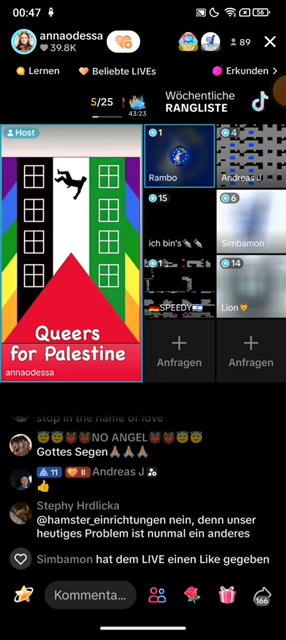 00:47
56
annaodessa
39.8K
89
Lernen
Beliebte LIVEs
Erkunden >
5/25
43:23
Wöchentliche
RANGLISTE
Host
1
4
Rambo
Andreas J
15
6
ich bin's
Simbamon
1
14
SPEEDY
Lion
Queers
for Palestine
annaodessa
Anfragen
Anfragen
stop in the name of love
NO ANGEL
Gottes Segen
11 II Andreas J
Stephy Hrdlicka
@hamster_einrichtungen nein, denn unser
heutiges Problem ist nunmal ein anderes
Simbamon hat dem LIVE einen Like gegeben
Kommenta...
166